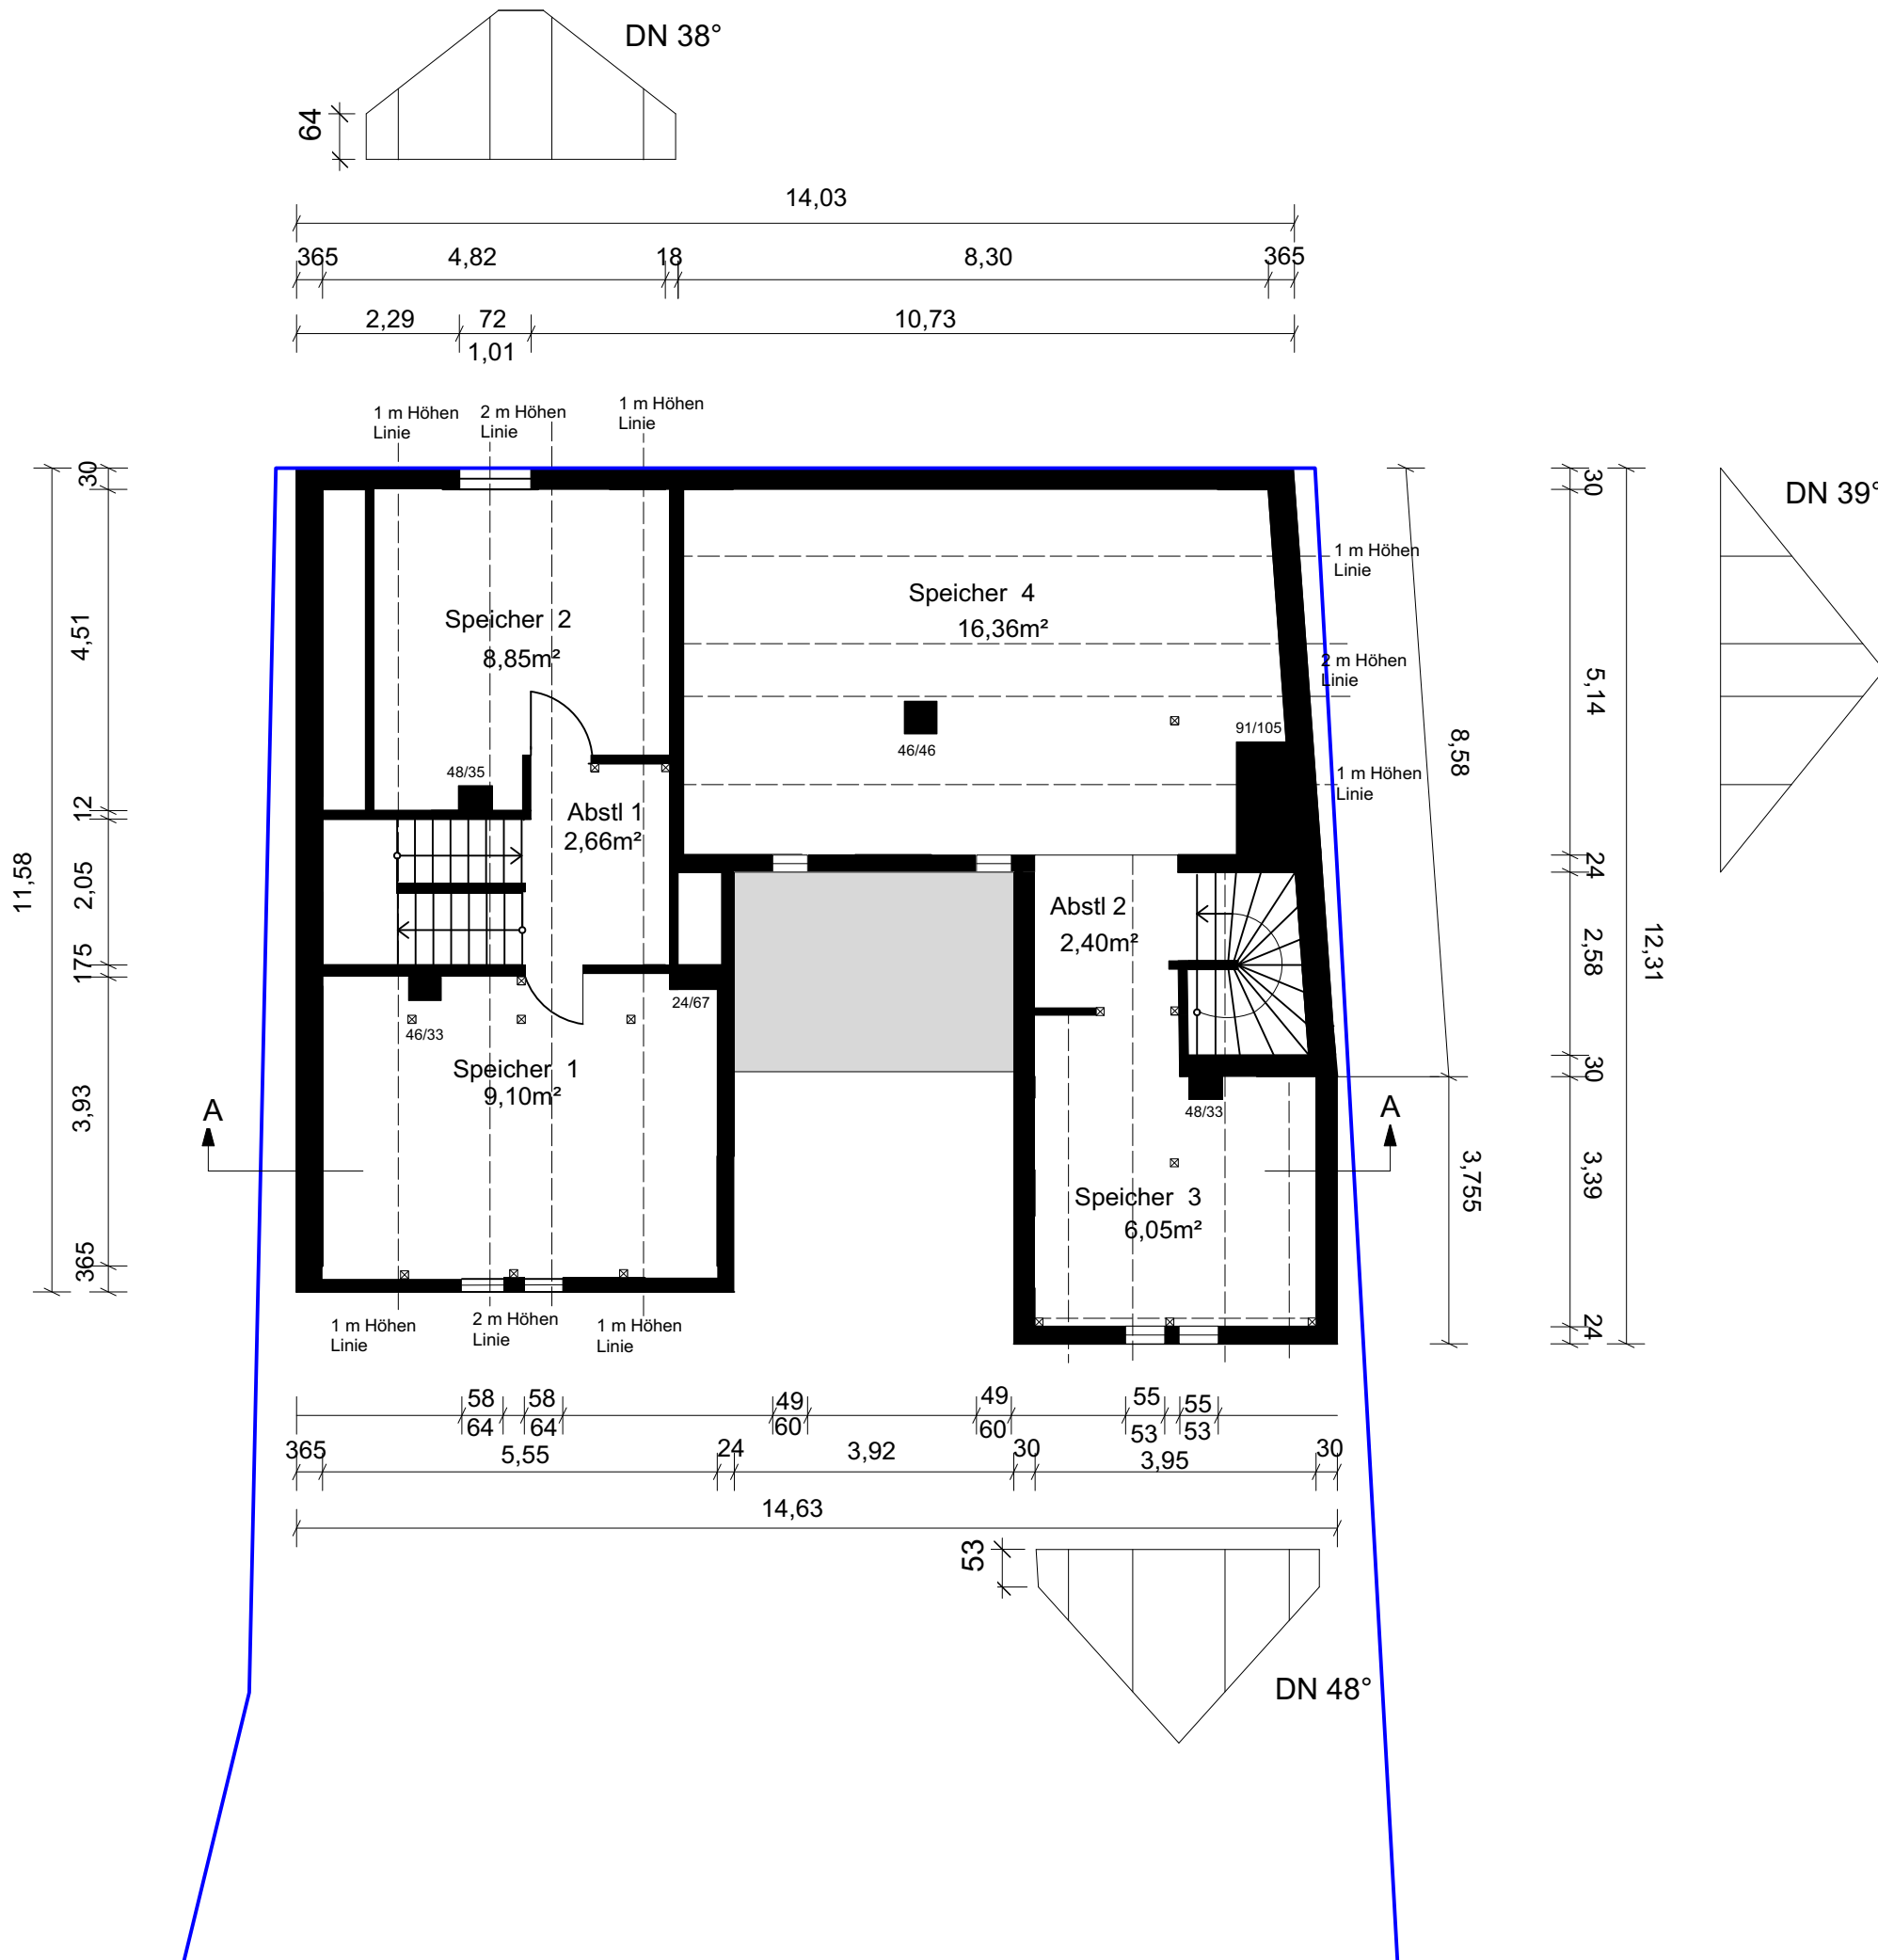 DN 38°
64
14,03
365
4,82
18
8,30
365
2,29
72
10,73
1,01
1 m Höhen
Linie
2 m Höhen
Linie
1 m Höhen
Linie
30
4,51
12
2,05
175
3,93
365
11,58
30
5,14
24
2,58
30
3,39
24
12,31
8,58
3,755
DN 39°
1 m Höhen
Linie
2 m Höhen
Linie
1 m Höhen
Linie
Speicher 4
16,36m²
Speicher 2
8,85m²
46/46
91/105
48/35
Abstl 1
2,66m²
Abstl 2
2,40m²
24/67
46/33
Speicher 1
9,10m²
48/33
A
A
Speicher 3
6,05m²
1 m Höhen
Linie
2 m Höhen
Linie
1 m Höhen
Linie
58
58
49
49
55
55
64
64
60
60
53
53
365
5,55
24
3,92
30
3,95
30
14,63
53
DN 48°